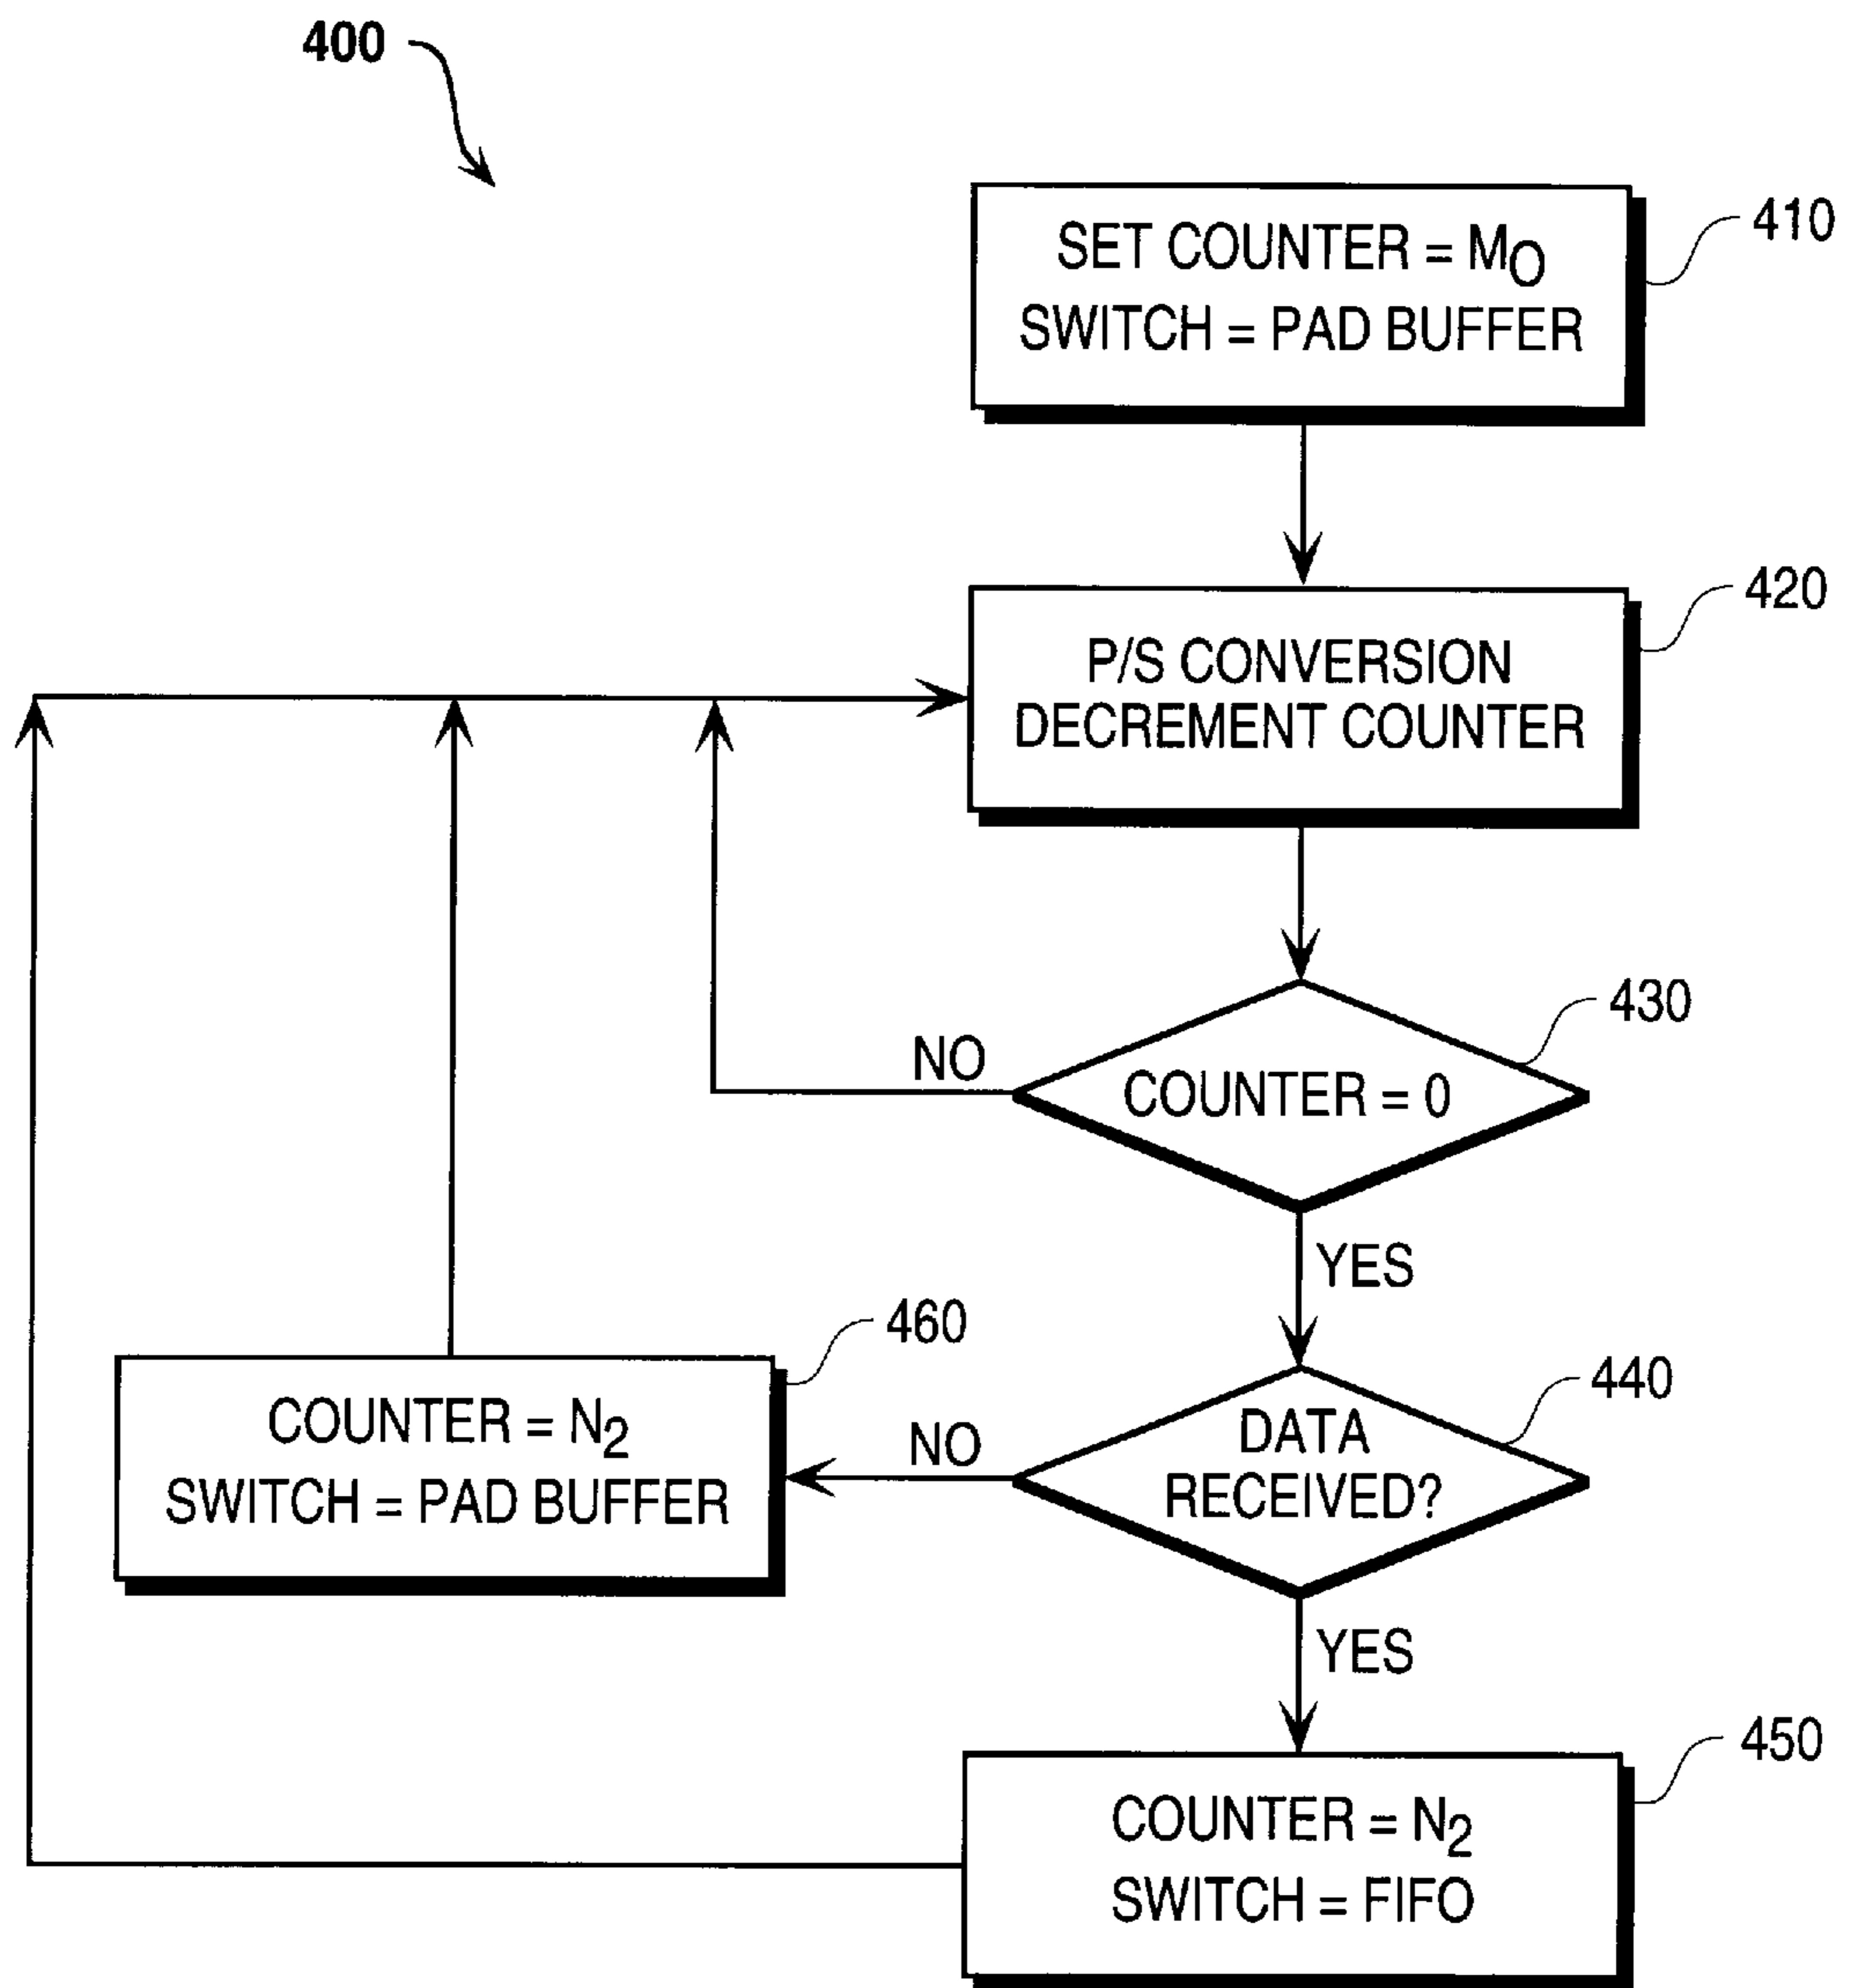 400
SET COUNTER = MO
SWITCH = PAD BUFFER
410
P/S CONVERSION
DECREMENT COUNTER
420
COUNTER = 0
430
NO
YES
DATA
RECEIVED?
440
NO
COUNTER = N2
SWITCH = PAD BUFFER
460
YES
COUNTER = N2
SWITCH = FIFO
450